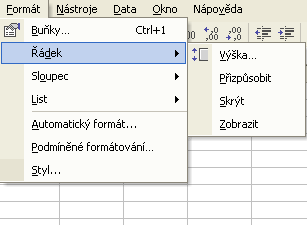 Formát Nástroje Data Okno Nápověda
Buňky... Ctrl+1
Řádek
Výška...
Sloupec
Přizpůsobit
List
Skrýt
Automatický formát...
Zobrazit
Podmíněné formátování...
Styl...